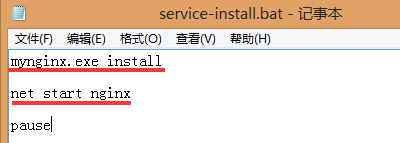 service-install.bat - 记事本
文件(F) 编辑(E) 格式(O) 查看(V) 帮助(H)
mynginx.exe install
net start nginx
pause